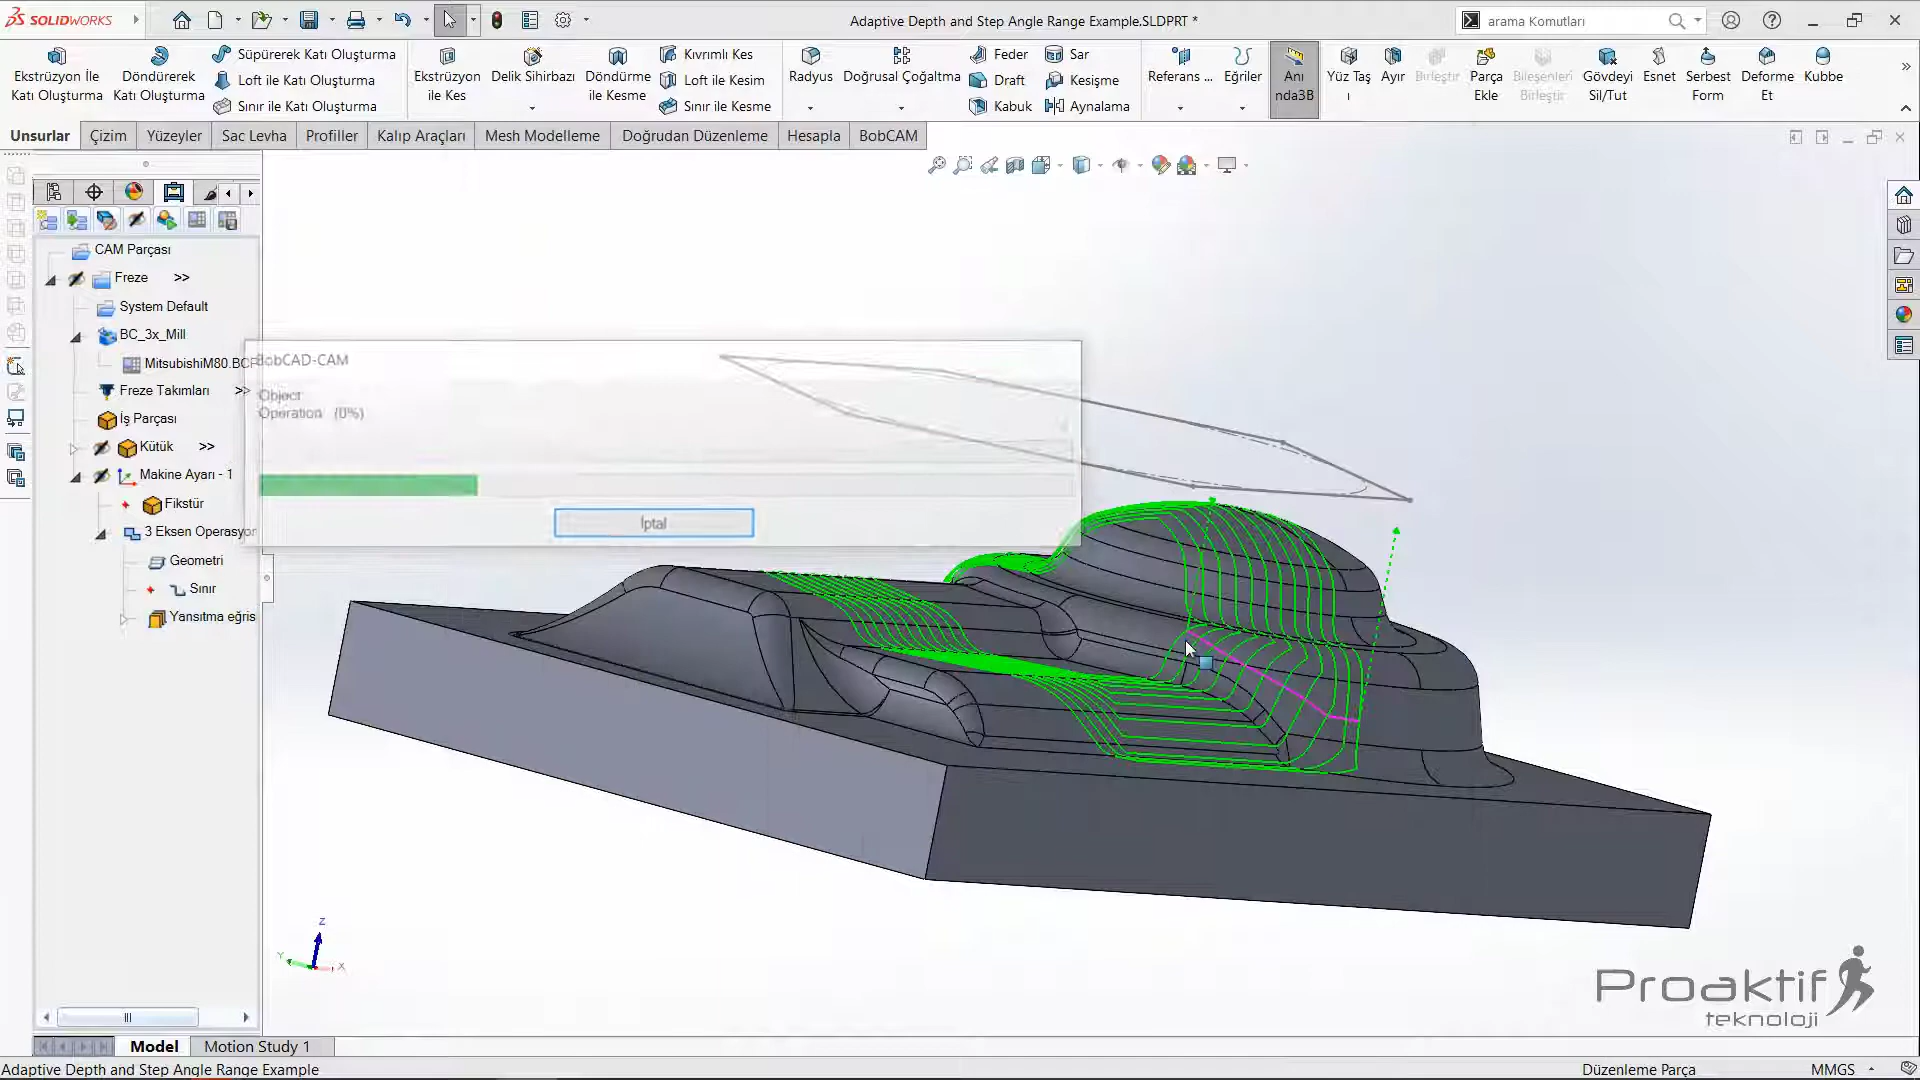 SOLIDWORKS
Adaptive Depth and Step Angle Range Example.SLDPRT *
arama Komutları
Ekstrüzyon İle
Katı Oluşturma
Döndürerek
Katı Oluşturma
Süpürerek Katı Oluşturma
Loft ile Katı Oluşturma
Sınır ile Katı Oluşturma
Ekstrüzyon
ile Kes
Delik Sihirbazı
Döndürme
ile Kesme
Kıvrımlı Kes
Loft ile Kesim
Sınır ile Kesme
Radyus
Doğrusal Çoğaltma
Feder
Draft
Kabuk
Sar
Kesişme
Aynalama
Referans ...
Eğriler
Anı
nda3B
Yüz Taş
ı
Ayır
Birleştir
Parça
Ekle
Bileşenleri
Birleştir
Gövdeyi
Sil/Tut
Esnet
Serbest
Form
Deforme
Et
Kubbe
Unsurlar
Çizim
Yüzeyler
Sac Levha
Profiller
Kalıp Araçları
Mesh Modelleme
Doğrudan Düzenleme
Hesapla
BobCAM
CAM Parçası
Freze >>
System Default
BC_3x_Mill
MitsubishiM80.BCP
Freze Takımları >>
İş Parçası
Kütük >>
Makine Ayarı - 1
Fikstür
3 Eksen Operasyor
Geometri
Sınır
Yansıtma eğris
BobCAD-CAM
Object
Operation (0%)
İptal
Z
Y
X
Proaktif
teknoloji
Model
Motion Study 1
Adaptive Depth and Step Angle Range Example
Düzenleme Parça
MMGS